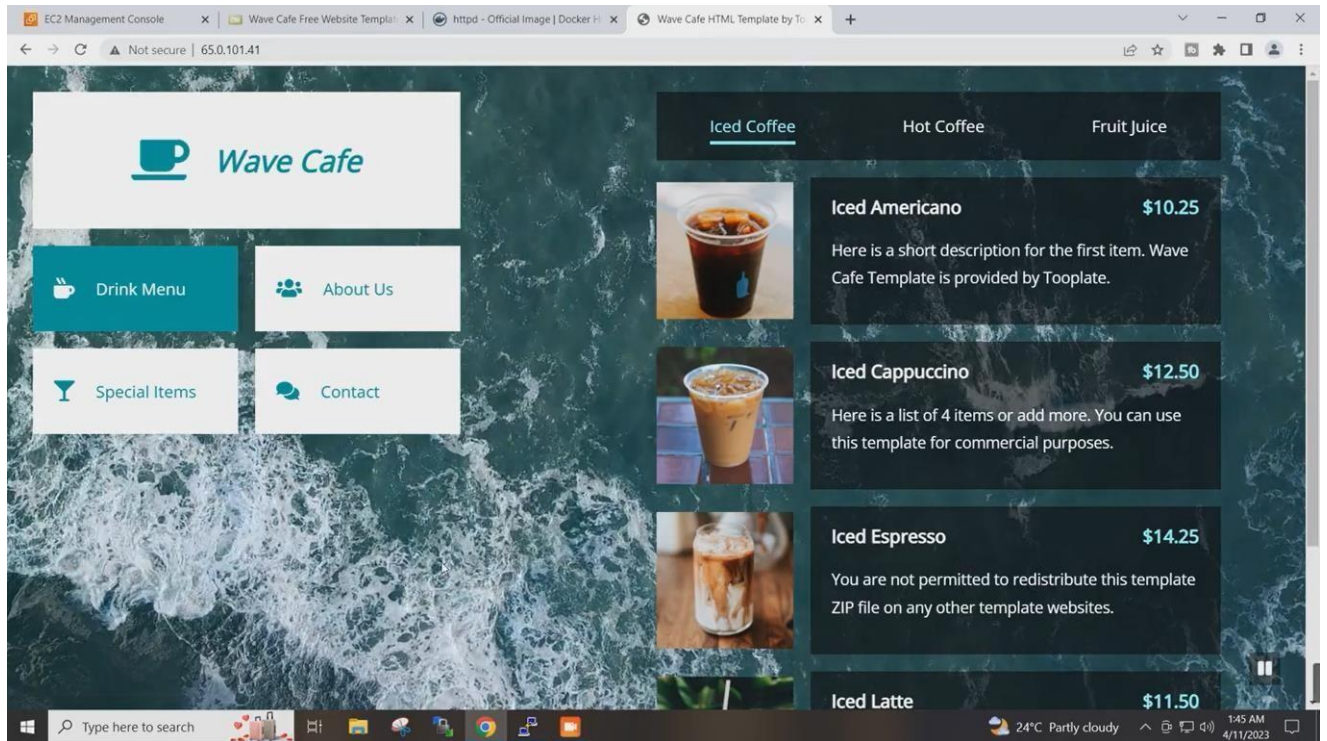 EC2 Management Console
Wave Cafe Free Website Templat
httpd - Official Image | Docker H
Wave Cafe HTML Template by To
Not secure | 65.0.101.41
Wave Cafe
Drink Menu
About Us
Special Items
Contact
Iced Coffee
Hot Coffee
Fruit Juice
Iced Americano
$10.25
Here is a short description for the first item. Wave
Cafe Template is provided by Tooplate.
Iced Cappuccino
$12.50
Here is a list of 4 items or add more. You can use
this template for commercial purposes.
Iced Espresso
$14.25
You are not permitted to redistribute this template
ZIP file on any other template websites.
Iced Latte
$11.50
Type here to search
24°C Partly cloudy
1:45 AM
4/11/2023